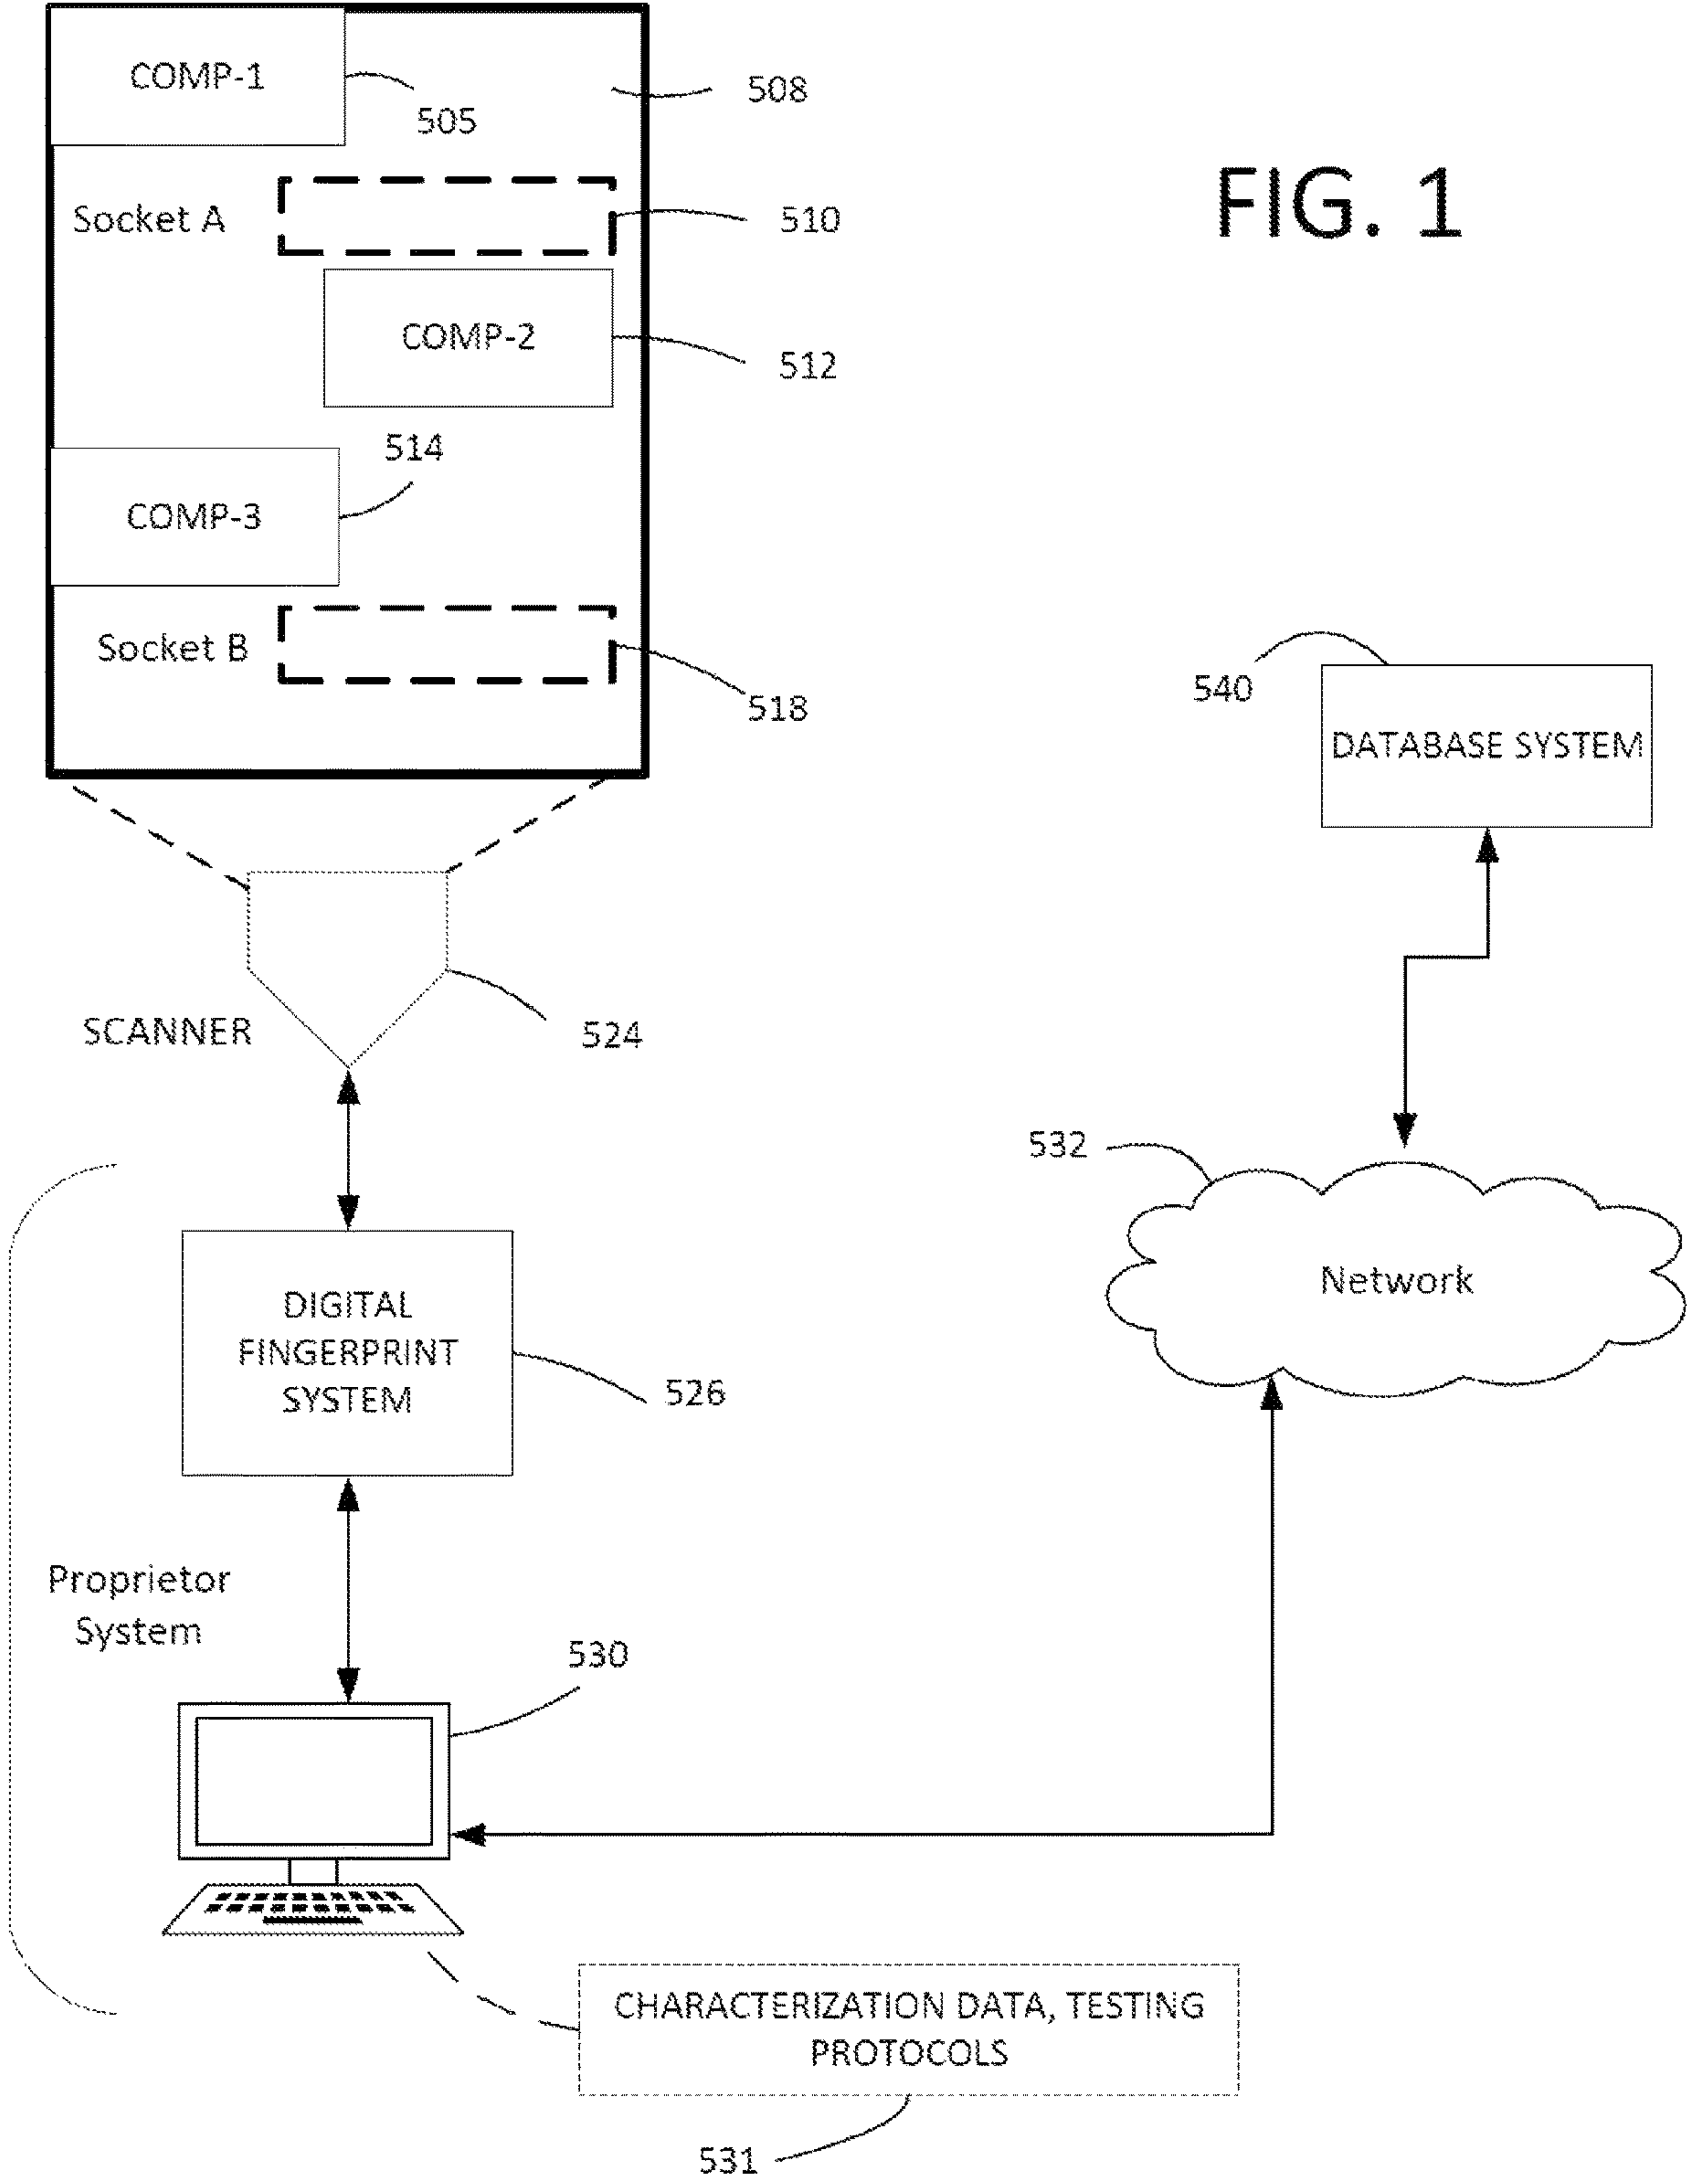 COMP-1
505
508
FIG. 1
Socket A
510
COMP-2
512
514
COMP-3
Socket B
518
540
DATABASE SYSTEM
SCANNER
524
532
Network
DIGITAL
FINGERPRINT
SYSTEM
526
Proprietor
System
530
CHARACTERIZATION DATA, TESTING
PROTOCOLS
531